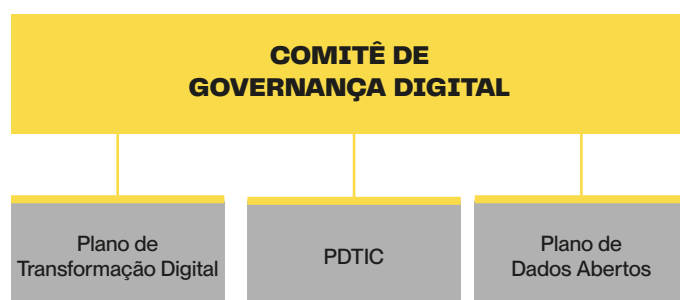 COMITÊ DE
GOVERNANÇA DIGITAL
Plano de
Transformação Digital
PDTIC
Plano de
Dados Abertos